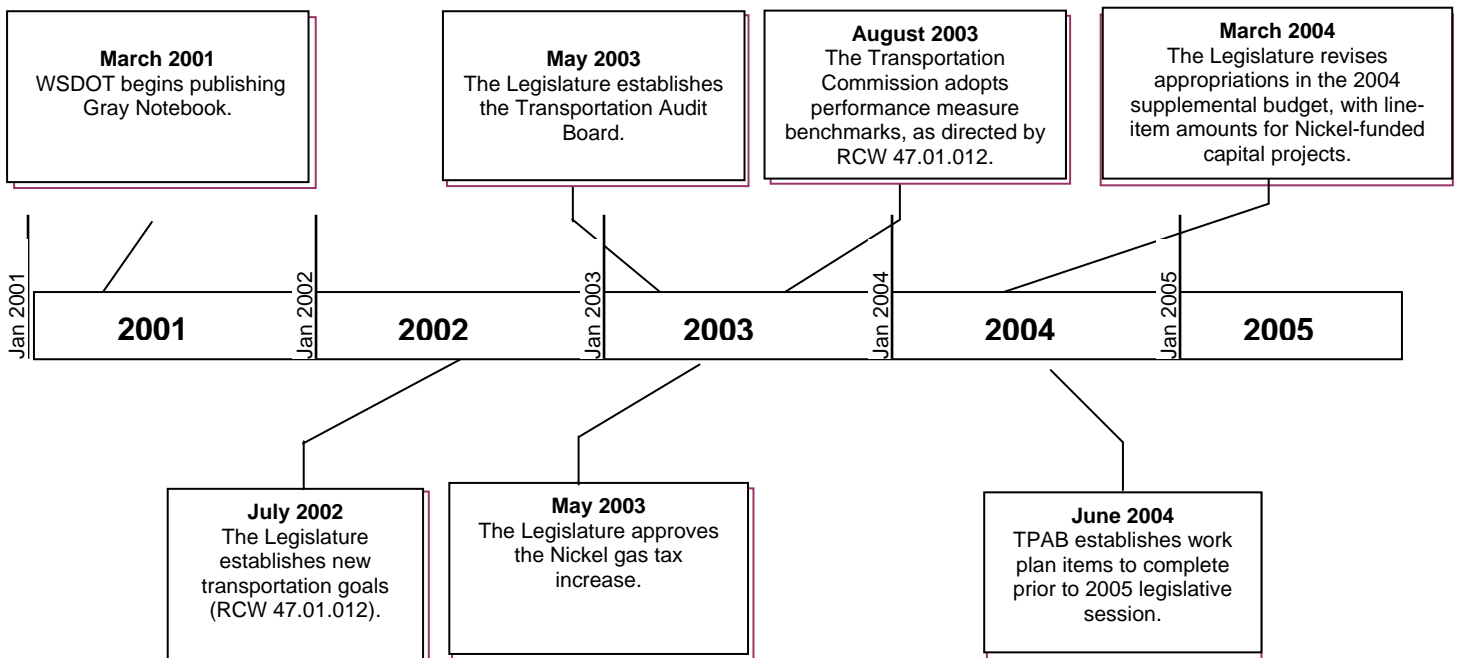 March 2001
WSDOT begins publishing
Gray Notebook.
May 2003
The Legislature establishes
the Transportation Audit
Board.
August 2003
The Transportation
Commission adopts
performance measure
benchmarks, as directed by
RCW 47.01.012.
March 2004
The Legislature revises
appropriations in the 2004
supplemental budget, with line-
item amounts for Nickel-funded
capital projects.
Jan 2001
2001
Jan 2002
2002
Jan 2003
2003
Jan 2004
2004
Jan 2005
2005
July 2002
The Legislature
establishes new
transportation goals
(RCW 47.01.012).
May 2003
The Legislature approves
the Nickel gas tax
increase.
June 2004
TPAB establishes work
plan items to complete
prior to 2005 legislative
session.